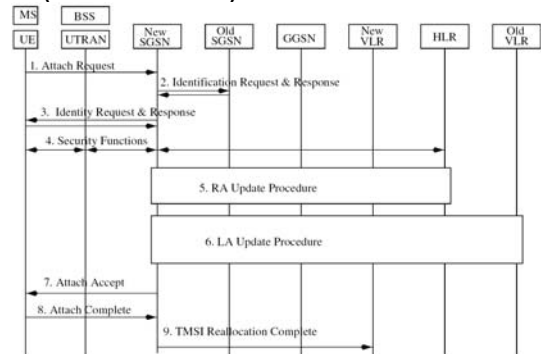 MS
BSS
UE
UTRAN
New
SGSN
Old
SGSN
GGSN
New
VLR
HLR
Old
VLR
1. Attach Request
2. Identification Request & Response
3. Identity Request & Response
4. Security Functions
5. RA Update Procedure
6. LA Update Procedure
7. Attach Accept
8. Attach Complete
9. TMSI Reallocation Complete